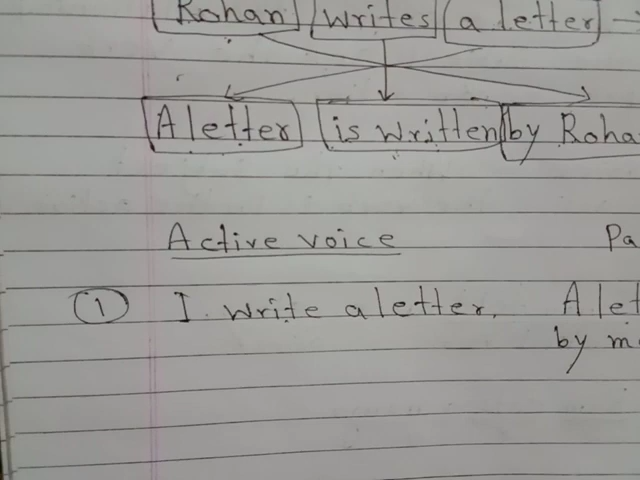 Rohan writes a letter →
A letter is written by Roha
Active voice Pa
① I write a letter. A let
by m